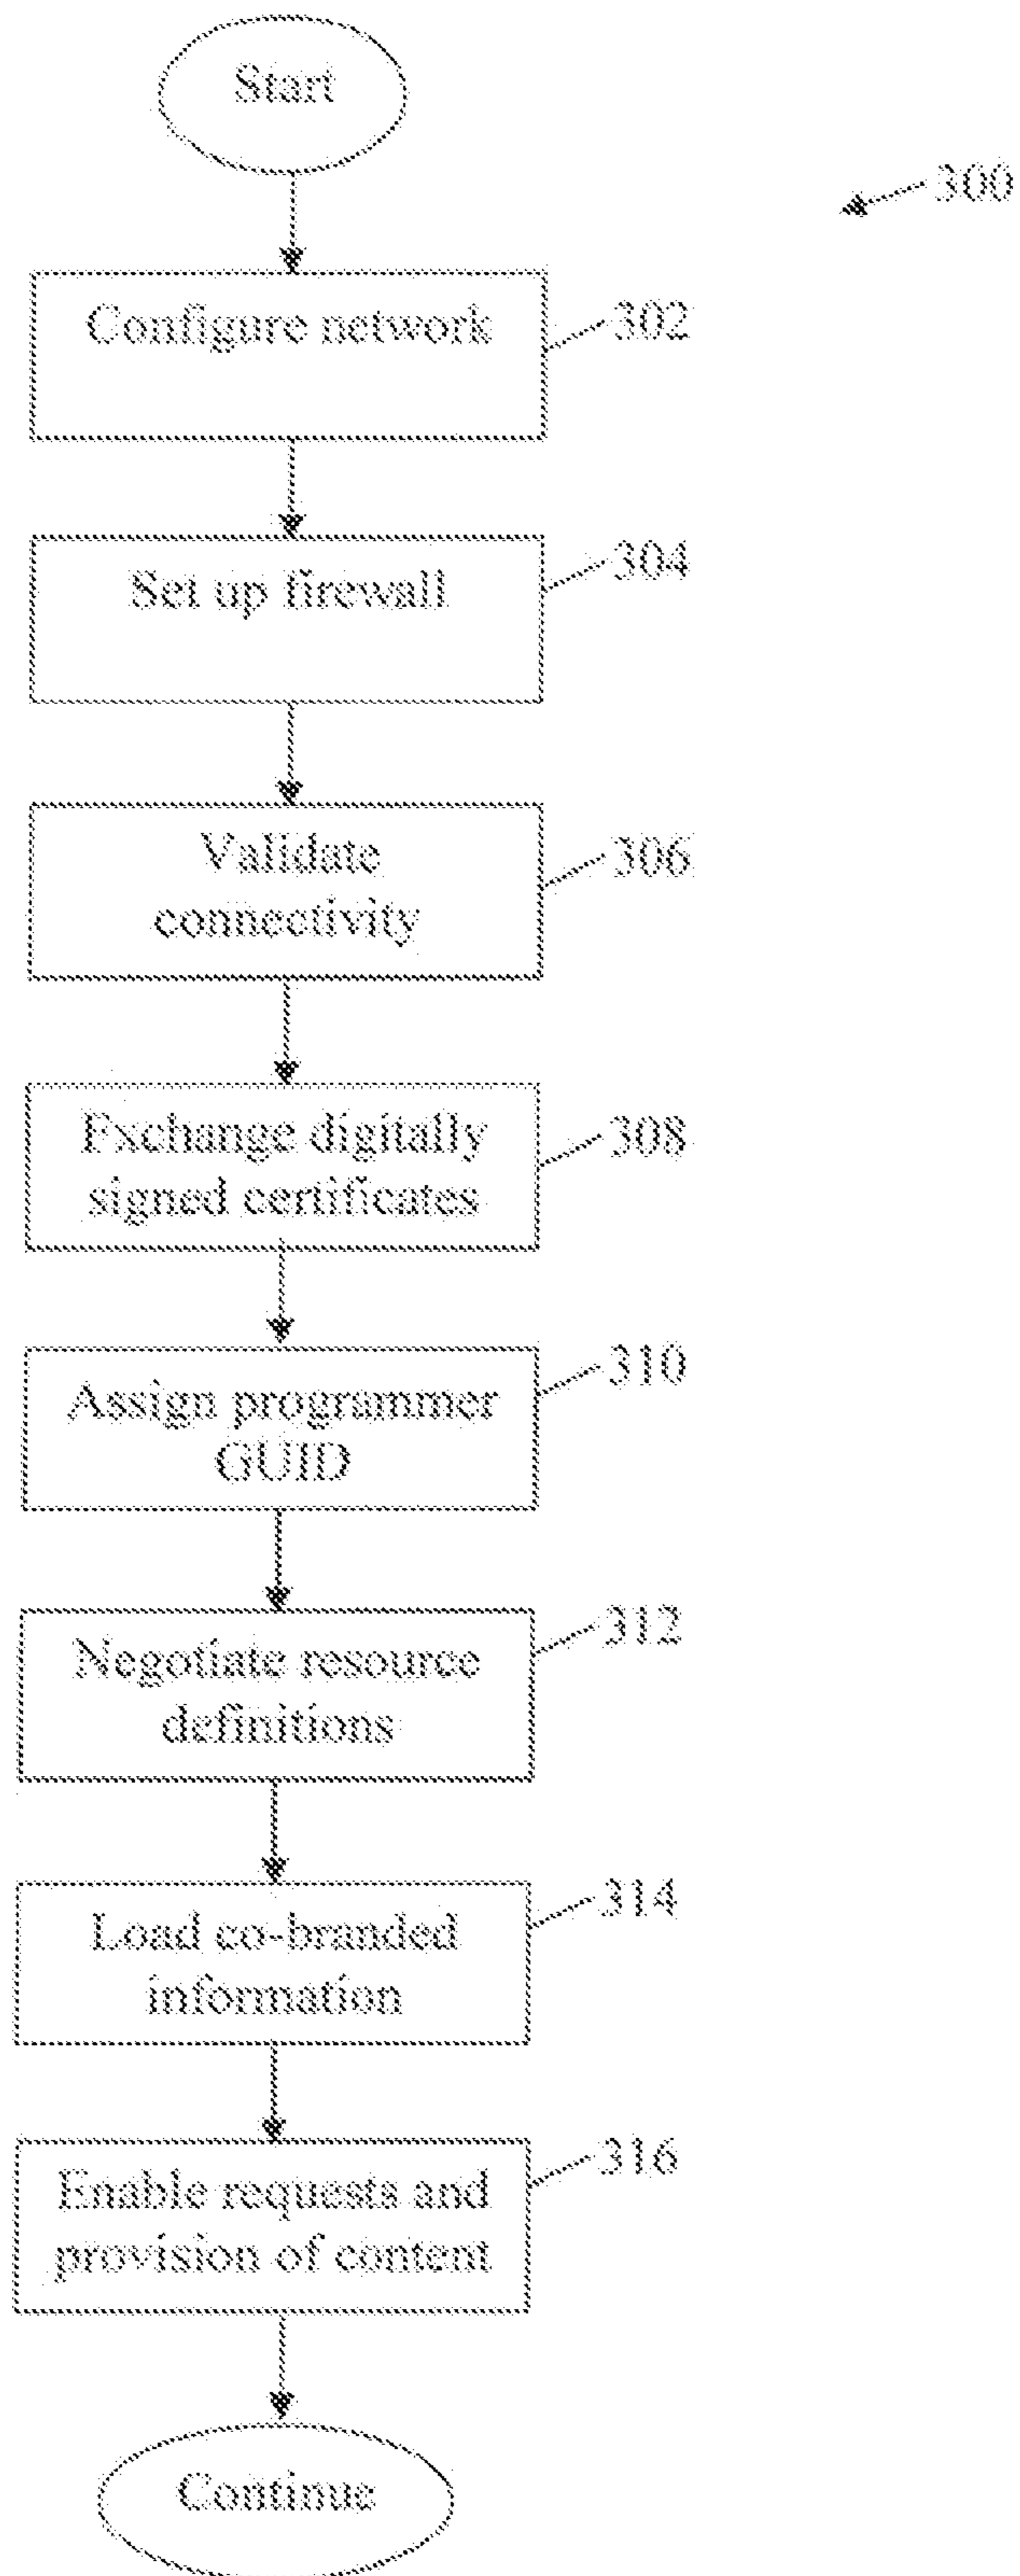 Start
300
Configure network
302
Set up firewall
304
Validate
connectivity
306
Exchange digitally
signed certificates
308
Assign programmer
GUID
310
Negotiate resource
definitions
312
Load co-branded
information
314
Enable requests and
provision of content
316
Continue